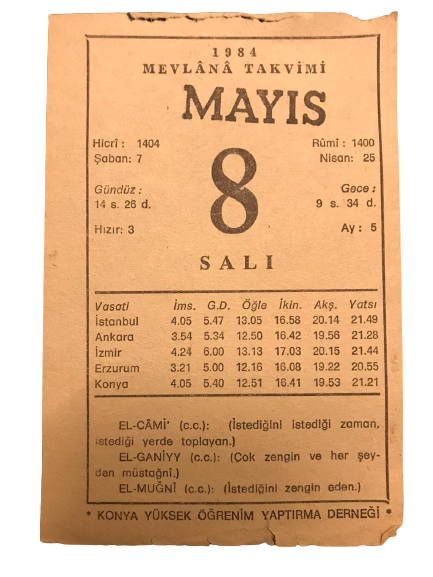 1984
MEVLÂNÂ TAKVİMİ
MAYIS
Hicrî : 1404
Şaban: 7
Rûmî : 1400
Nisan: 25
8
Gündüz :
14 s. 26 d.
Gece :
9 s. 34 d.
Hızır: 3
Ay : 5
SALI
Vasatî İms. G.D. Öğle İkin. Akş. Yatsı
İstanbul 4.05 5.47 13.05 16.58 20.14 21.49
Ankara 3.54 5.34 12.50 16.42 19.56 21.28
İzmir 4.24 6.00 13.13 17.03 20.15 21.44
Erzurum 3.21 5.00 12.16 16.08 19.22 20.55
Konya 4.05 5.40 12.51 16.41 19.53 21.21
EL-CÂMİ' (c.c.): (İstediğini istediği zaman,
istediği yerde toplayan.)
EL-GANİYY (c.c.): (Çok zengin ve her şey-
den müstağnî.)
EL-MUĞNÎ (c.c.): (İstediğini zengin eden.)
* KONYA YÜKSEK ÖĞRENİM YAPTIRMA DERNEĞİ *